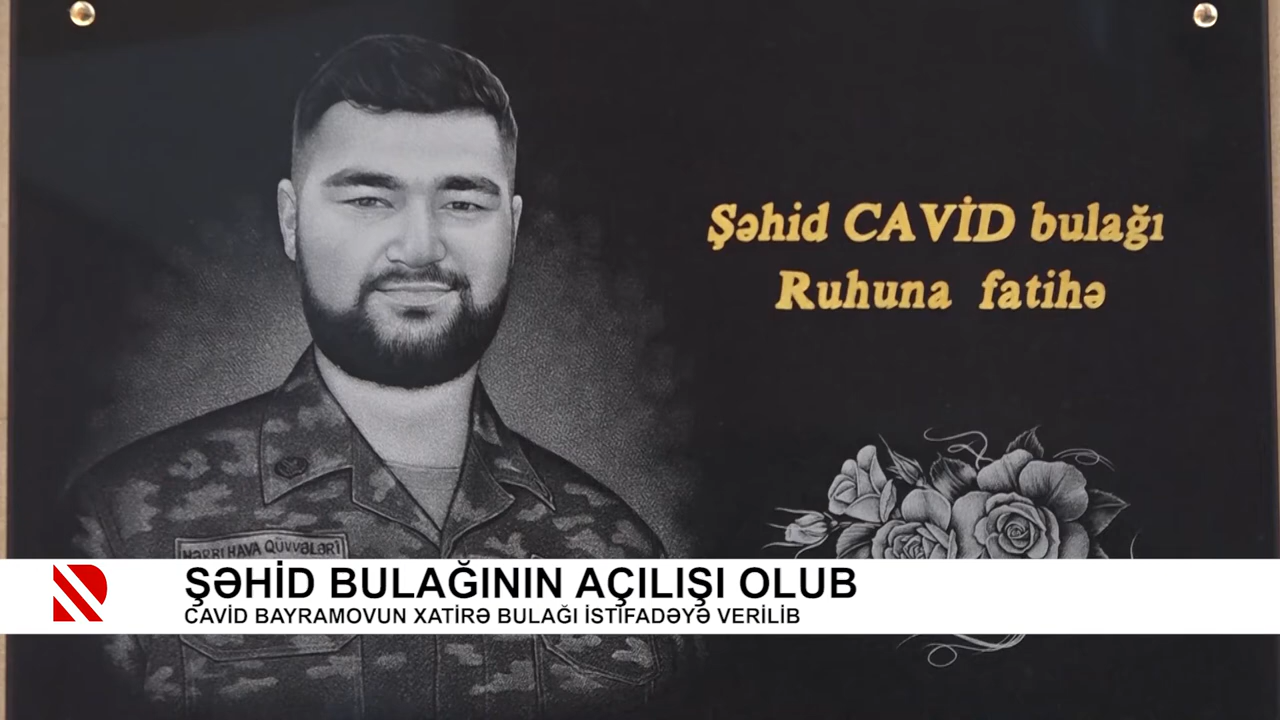 Şəhid CAVİD bulağı
Ruhuna fatihə
HƏRBİ HAVA QÜVVƏLƏRİ
ŞƏHİD BULAĞININ AÇILIŞI OLUB
CAVİD BAYRAMOVUN XATİRƏ BULAĞI İSTİFADƏYƏ VERİLİB